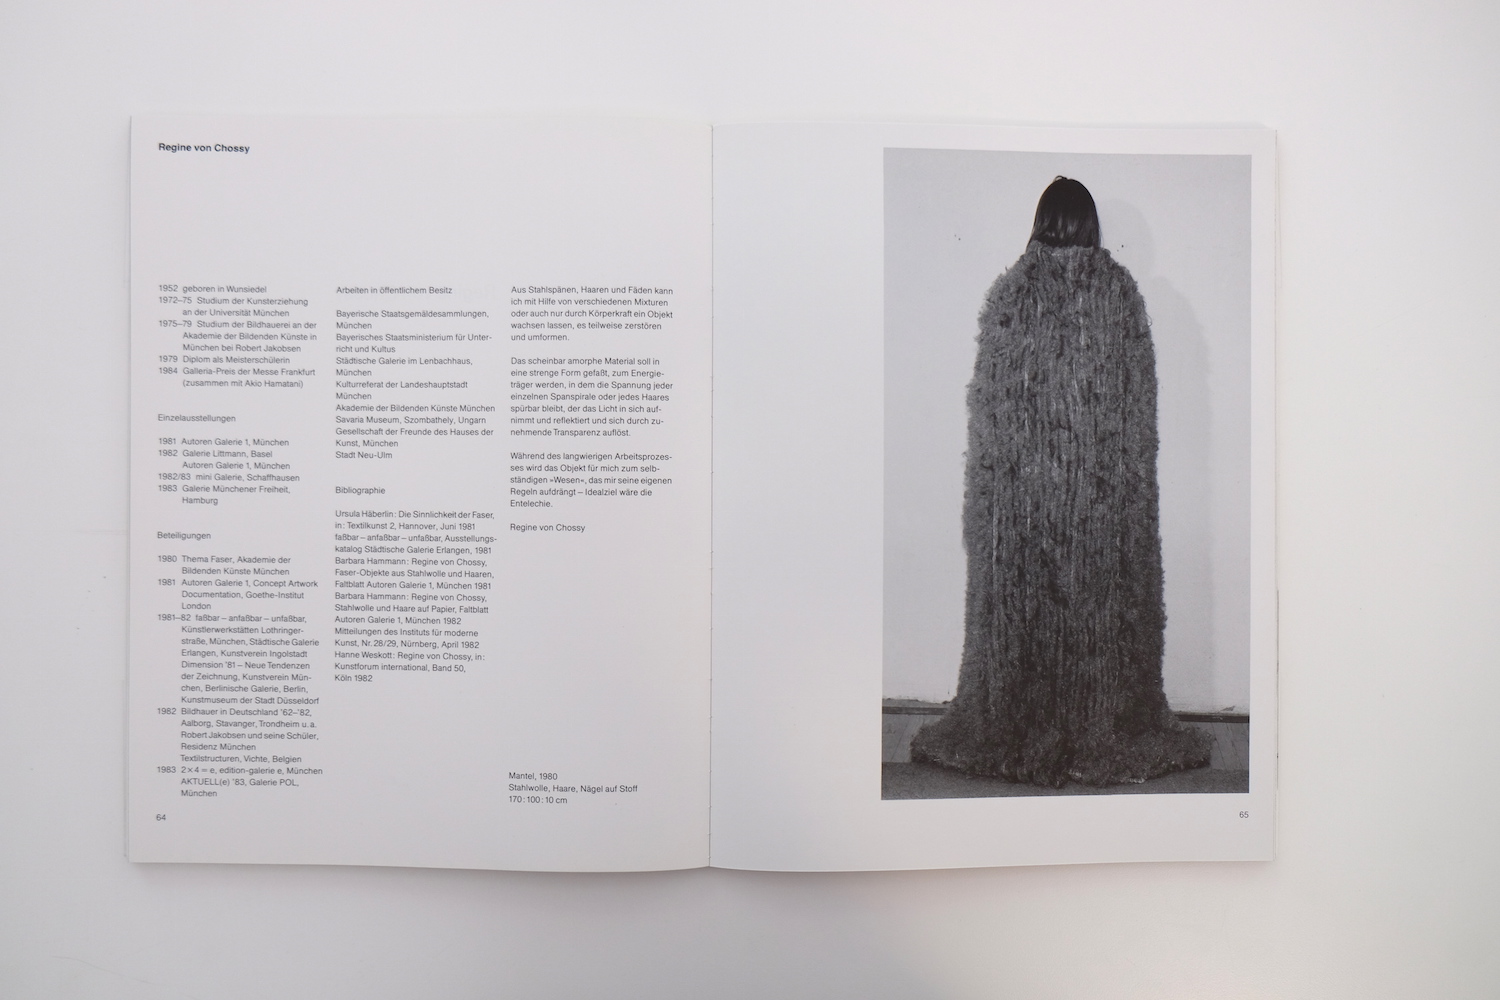 Regine von Chossy
1952 geboren in Wunsiedel
1972–75 Studium der Kunsterziehung
an der Universität München
1975–79 Studium der Bildhauerei an der
Akademie der Bildenden Künste in
München bei Robert Jakobsen
1979 Diplom als Meisterschülerin
1984 Galleria-Preis der Messe Frankfurt
(zusammen mit Akio Hamatani)
Einzelausstellungen
1981 Autoren Galerie 1, München
1982 Galerie Littmann, Basel
Autoren Galerie 1, München
1982/83 mini Galerie, Schaffhausen
1983 Galerie Münchener Freiheit,
Hamburg
Beteiligungen
1980 Thema Faser, Akademie der
Bildenden Künste München
1981 Autoren Galerie 1, Concept Artwork
Documentation, Goethe-Institut
London
1981–82 faßbar – anfaßbar – unfaßbar,
Künstlerwerkstätten Lothringer-
straße, München, Städtische Galerie
Erlangen, Kunstverein Ingolstadt
Dimension '81 – Neue Tendenzen
der Zeichnung, Kunstverein Mün-
chen, Berlinische Galerie, Berlin,
Kunstmuseum der Stadt Düsseldorf
1982 Bildhauer in Deutschland '62–'82,
Aalborg, Stavanger, Trondheim u. a.
Robert Jakobsen und seine Schüler,
Residenz München
Textilstructuren, Vichte, Belgien
1983 2 × 4 = e, edition-galerie e, München
AKTUELL(e) '83, Galerie POL,
München
64
Arbeiten in öffentlichem Besitz
Bayerische Staatsgemäldesammlungen,
München
Bayerisches Staatsministerium für Unter-
richt und Kultus
Städtische Galerie im Lenbachhaus,
München
Kulturreferat der Landeshauptstadt
München
Akademie der Bildenden Künste München
Savaria Museum, Szombathely, Ungarn
Gesellschaft der Freunde des Hauses der
Kunst, München
Stadt Neu-Ulm
Bibliographie
Ursula Häberlin: Die Sinnlichkeit der Faser,
in: Textilkunst 2, Hannover, Juni 1981
faßbar – anfaßbar – unfaßbar, Ausstellungs-
katalog Städtische Galerie Erlangen, 1981
Barbara Hammann: Regine von Chossy,
Faser-Objekte aus Stahlwolle und Haaren,
Faltblatt Autoren Galerie 1, München 1981
Barbara Hammann: Regine von Chossy,
Stahlwolle und Haare auf Papier, Faltblatt
Autoren Galerie 1, München 1982
Mitteilungen des Instituts für moderne
Kunst, Nr. 28/29, Nürnberg, April 1982
Hanne Weskott: Regine von Chossy, in:
Kunstforum international, Band 50,
Köln 1982
Aus Stahlspänen, Haaren und Fäden kann
ich mit Hilfe von verschiedenen Mixturen
oder auch nur durch Körperkraft ein Objekt
wachsen lassen, es teilweise zerstören
und umformen.
Das scheinbar amorphe Material soll in
eine strenge Form gefaßt, zum Energie-
träger werden, in dem die Spannung jeder
einzelnen Spanspirale oder jedes Haares
spürbar bleibt, der das Licht in sich auf-
nimmt und reflektiert und sich durch zu-
nehmende Transparenz auflöst.
Während des langwierigen Arbeitsprozes-
ses wird das Objekt für mich zum selb-
ständigen »Wesen«, das mir seine eigenen
Regeln aufdrängt – Idealziel wäre die
Entelechie.
Regine von Chossy
Mantel, 1980
Stahlwolle, Haare, Nägel auf Stoff
170 : 100 : 10 cm
65